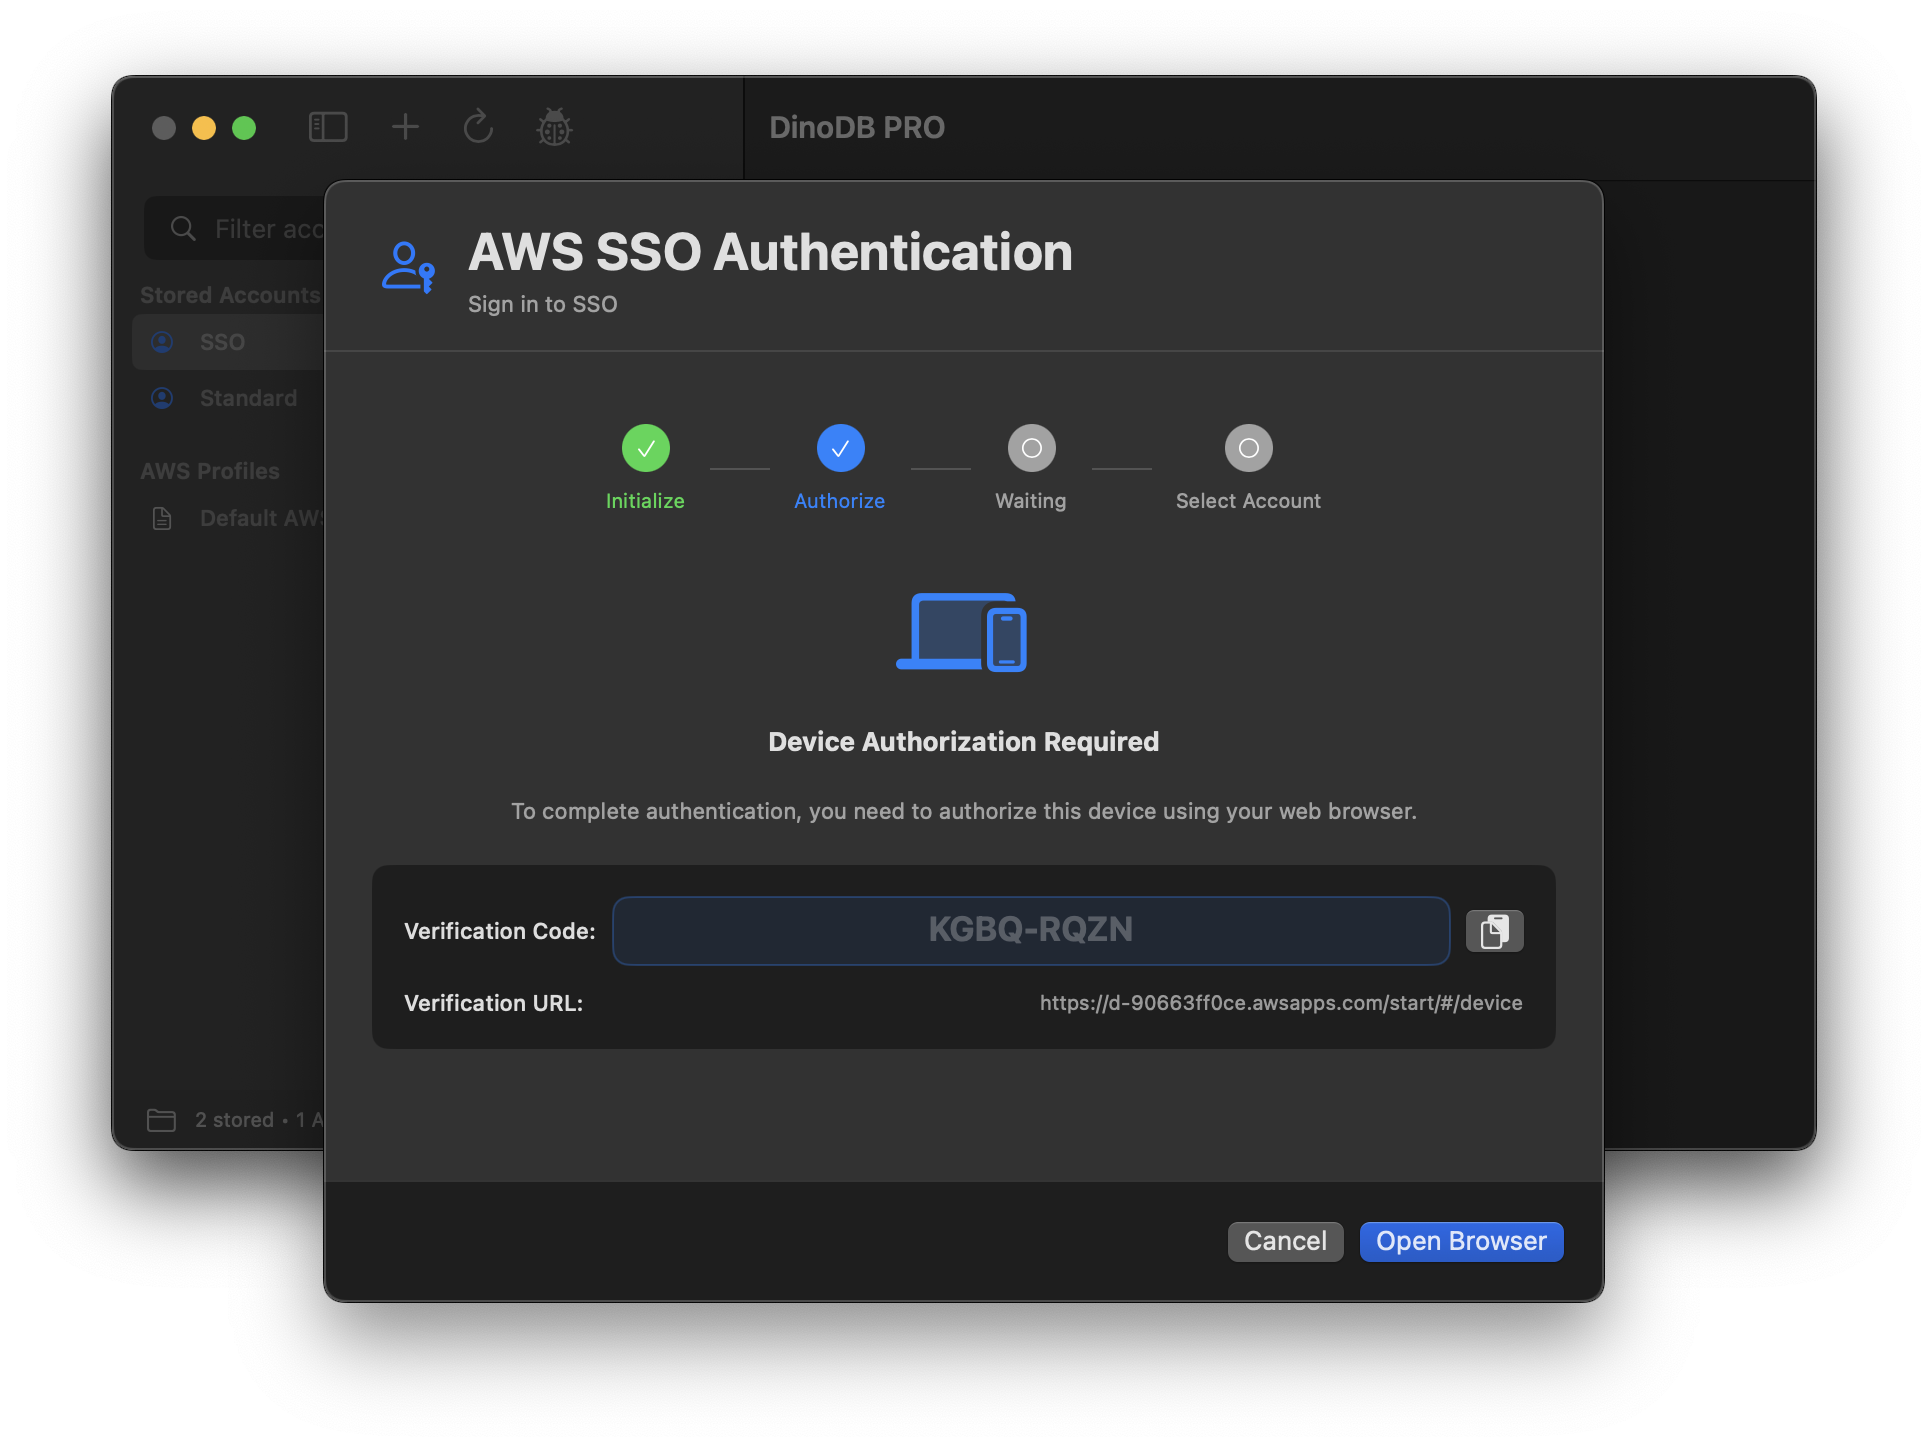 DinoDB PRO
Filter acc
Stored Accounts
SSO
Standard
AWS Profiles
Default AWS
2 stored • 1 A
AWS SSO Authentication
Sign in to SSO
Initialize
Authorize
Waiting
Select Account
Device Authorization Required
To complete authentication, you need to authorize this device using your web browser.
Verification Code:
KGBQ-RQZN
Verification URL:
https://d-90663ff0ce.awsapps.com/start/#/device
Cancel
Open Browser